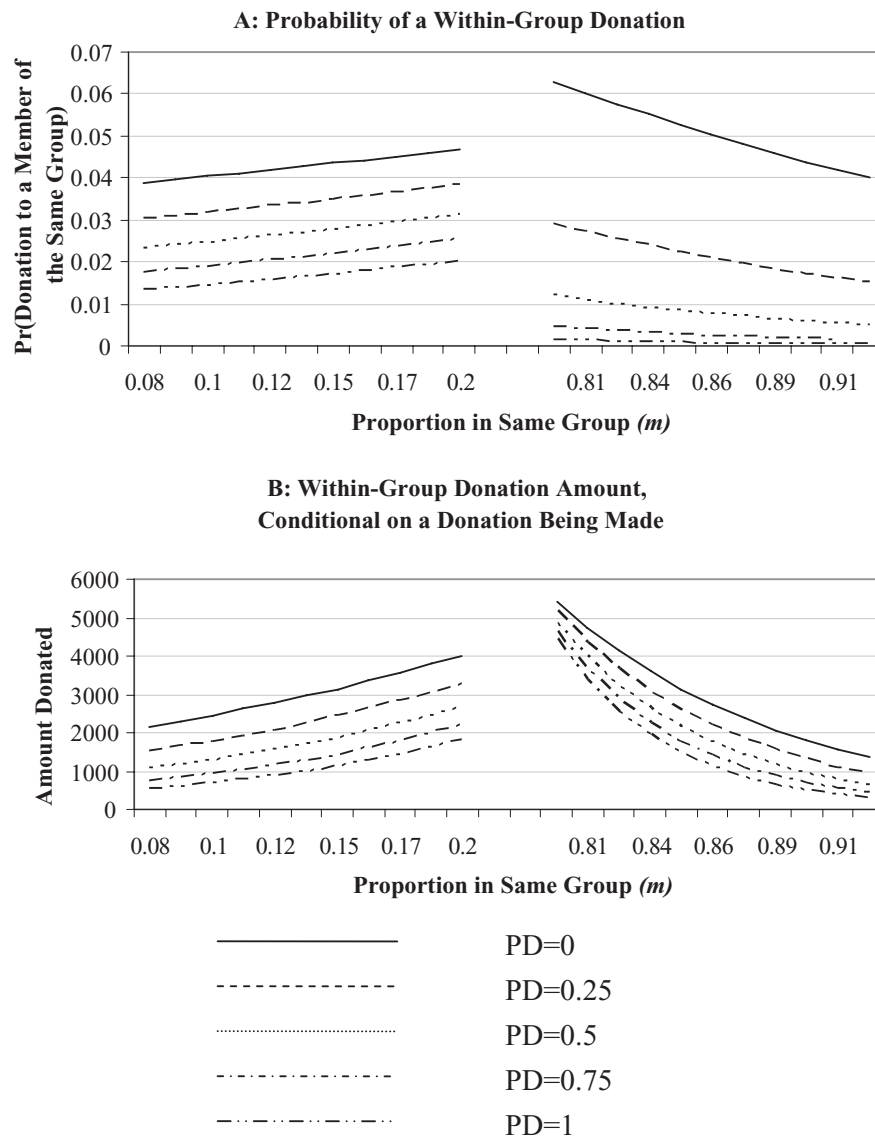 A: Probability of a Within-Group Donation
Pr(Donation to a Member of
the Same Group)
0.07
0.06
0.05
0.04
0.03
0.02
0.01
0
0.08 0.1 0.12 0.15 0.17 0.2 0.81 0.84 0.86 0.89 0.91
Proportion in Same Group (m)
B: Within-Group Donation Amount,
Conditional on a Donation Being Made
Amount Donated
6000
5000
4000
3000
2000
1000
0
0.08 0.1 0.12 0.15 0.17 0.2 0.81 0.84 0.86 0.89 0.91
Proportion in Same Group (m)
PD=0
PD=0.25
PD=0.5
PD=0.75
PD=1